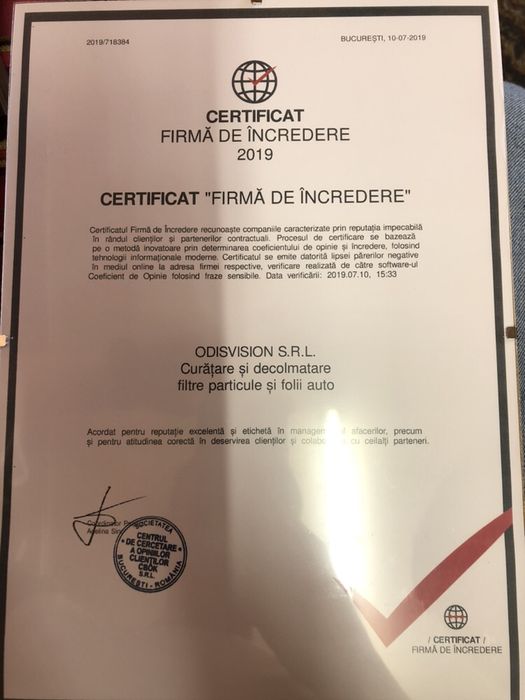 2019/718384
BUCUREȘTI, 10-07-2019
CERTIFICAT
FIRMĂ DE ÎNCREDERE
2019
CERTIFICAT "FIRMĂ DE ÎNCREDERE"
Certificatul Firmă de Încredere recunoaște companiile caracterizate prin reputația impecabilă
în rândul clienților și partenerilor contractuali. Procesul de certificare se bazează
pe o metodă inovatoare prin determinarea coeficientului de opinie și încredere, folosind
tehnologii informaționale moderne. Certificatul se emite datorită lipsei părerilor negative
în mediul online la adresa firmei respective, verificare realizată de către software-ul
Coeficient de Opinie folosind fraze sensibile. Data verificării: 2019.07.10, 15:33
ODISVISION S.R.L.
Curățare și decolmatare
filtre particule și folii auto
Acordat pentru reputație excelentă și etichetă în afacerilor, precum
și pentru atitudinea corectă în deservirea clienților și cu ceilalți parteneri.
Coordonator
SOCIETATEA
CENTRUL
DE CERCETARE
A OPINIILOR
CLIENȚILOR
CBOK
S.R.L.
BUCUREȘTI - ROMÂNIA
/ CERTIFICAT /
FIRMĂ DE ÎNCREDERE